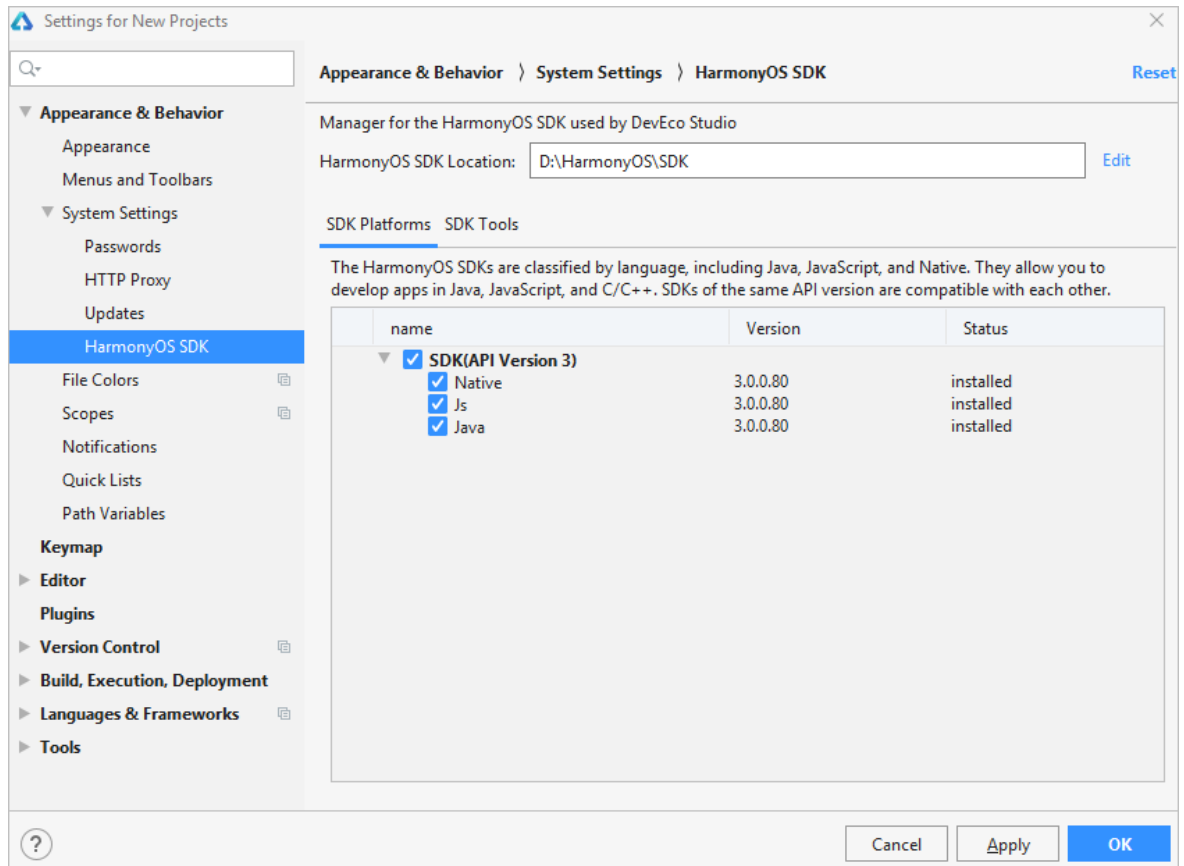 Settings for New Projects
Appearance & Behavior
Appearance
Menus and Toolbars
System Settings
Passwords
HTTP Proxy
Updates
HarmonyOS SDK
File Colors
Scopes
Notifications
Quick Lists
Path Variables
Keymap
Editor
Plugins
Version Control
Build, Execution, Deployment
Languages & Frameworks
Tools
Appearance & Behavior 〉 System Settings 〉 HarmonyOS SDK Reset
Manager for the HarmonyOS SDK used by DevEco Studio
HarmonyOS SDK Location: D:\HarmonyOS\SDK Edit
SDK Platforms SDK Tools
The HarmonyOS SDKs are classified by language, including Java, JavaScript, and Native. They allow you to
develop apps in Java, JavaScript, and C/C++. SDKs of the same API version are compatible with each other.
name Version Status
SDK(API Version 3)
Native 3.0.0.80 installed
Js 3.0.0.80 installed
Java 3.0.0.80 installed
? Cancel Apply OK